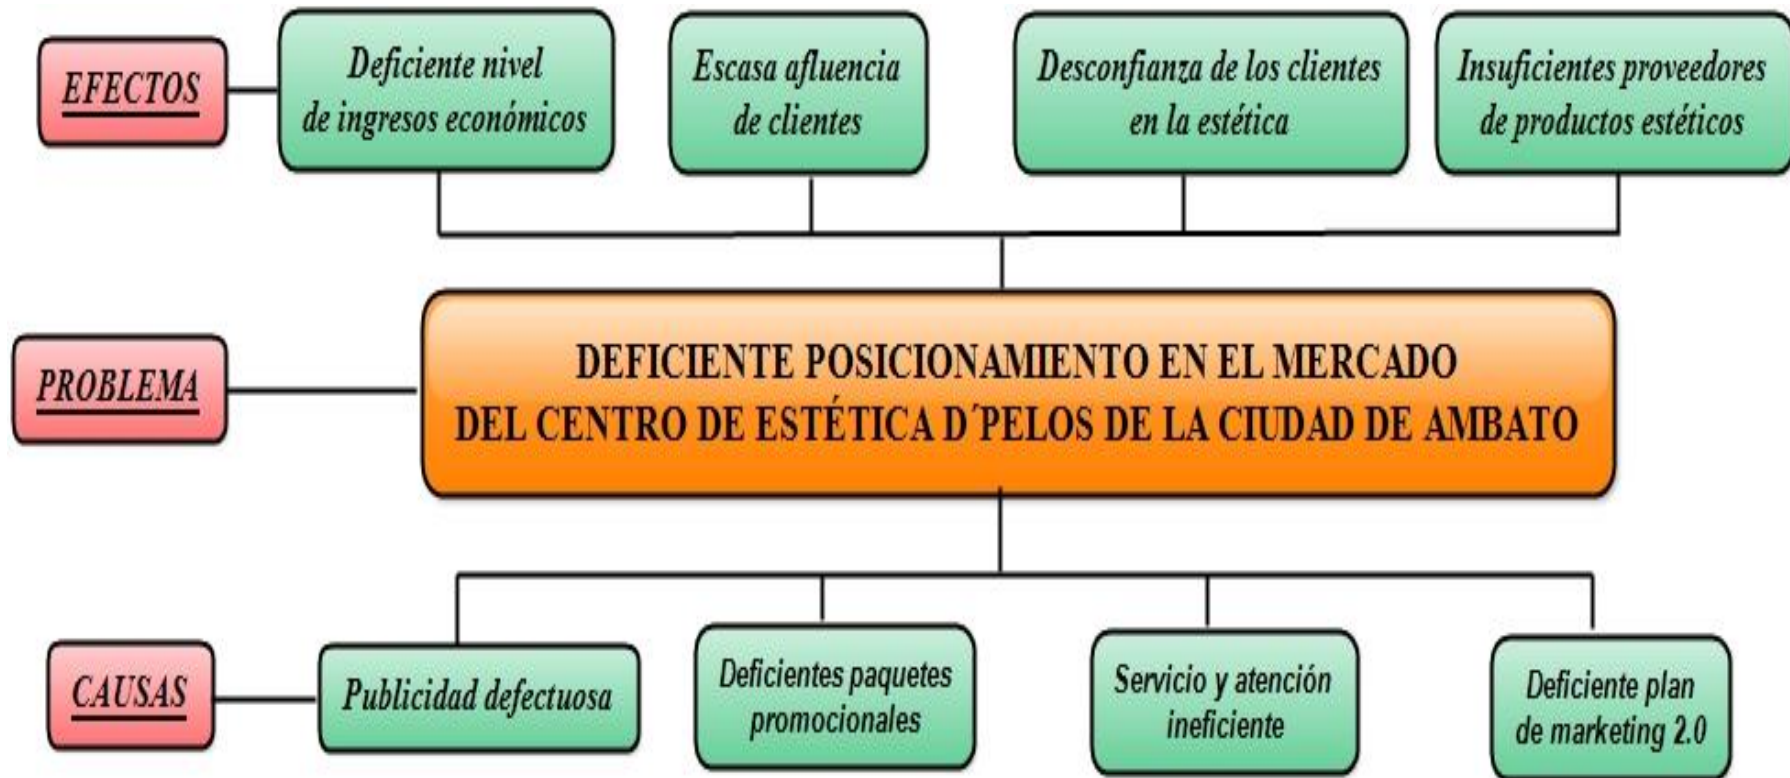 EFECTOS
Deficiente nivel
de ingresos económicos
Escasa afluencia
de clientes
Desconfianza de los clientes
en la estética
Insuficientes proveedores
de productos estéticos
PROBLEMA
DEFICIENTE POSICIONAMIENTO EN EL MERCADO
DEL CENTRO DE ESTÉTICA D´PELOS DE LA CIUDAD DE AMBATO
CAUSAS
Publicidad defectuosa
Deficientes paquetes
promocionales
Servicio y atención
ineficiente
Deficiente plan
de marketing 2.0